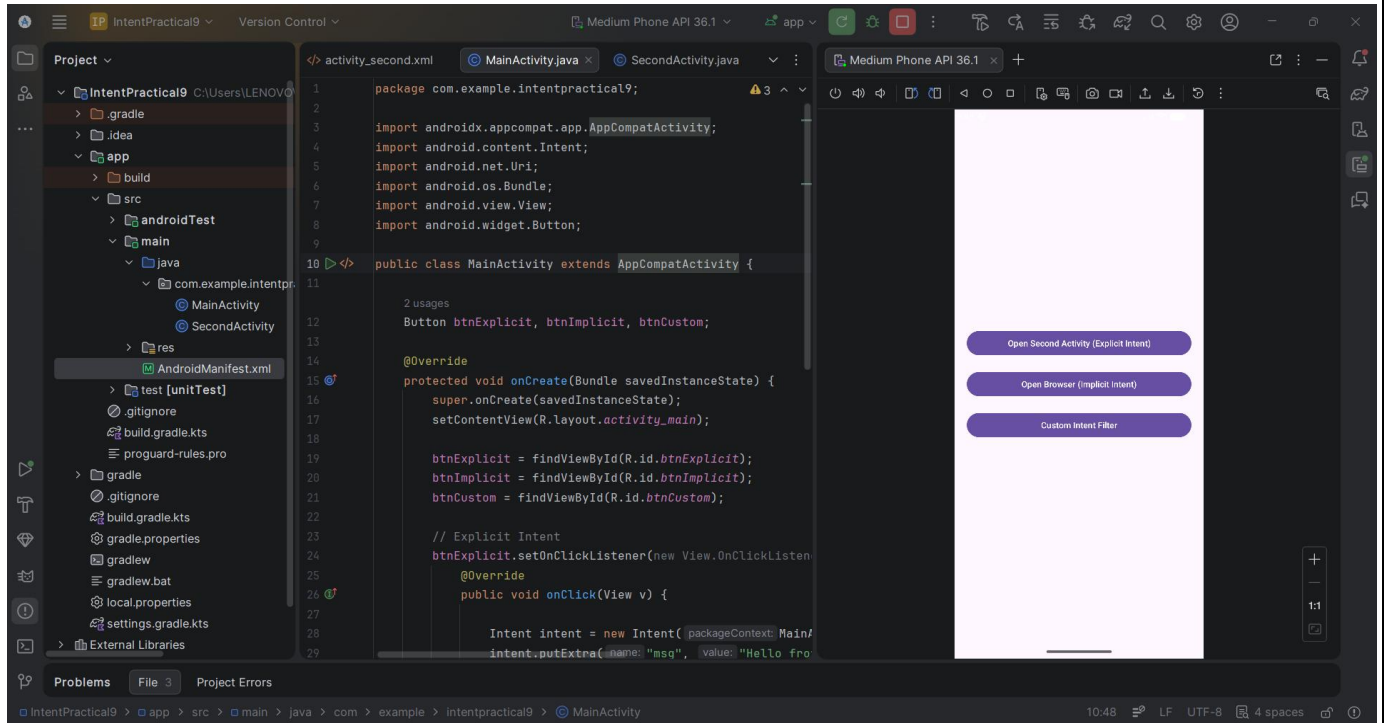 IP IntentPractical9 Version Control Medium Phone API 36.1 app
Project
IntentPractical9 C:\Users\LENOVO
.gradle
.idea
app
build
src
androidTest
main
java
com.example.intentpr
MainActivity
SecondActivity
res
AndroidManifest.xml
test [unitTest]
.gitignore
build.gradle.kts
proguard-rules.pro
gradle
.gitignore
build.gradle.kts
gradle.properties
gradlew
gradlew.bat
local.properties
settings.gradle.kts
External Libraries
activity_second.xml MainActivity.java SecondActivity.java
3
1 package com.example.intentpractical9;
2
3 import androidx.appcompat.app.AppCompatActivity;
4 import android.content.Intent;
5 import android.net.Uri;
6 import android.os.Bundle;
7 import android.view.View;
8 import android.widget.Button;
9
10 public class MainActivity extends AppCompatActivity {
11
2 usages
12 Button btnExplicit, btnImplicit, btnCustom;
13
14 @Override
15 protected void onCreate(Bundle savedInstanceState) {
16 super.onCreate(savedInstanceState);
17 setContentView(R.layout.activity_main);
18
19 btnExplicit = findViewById(R.id.btnExplicit);
20 btnImplicit = findViewById(R.id.btnImplicit);
21 btnCustom = findViewById(R.id.btnCustom);
22
23 // Explicit Intent
24 btnExplicit.setOnClickListener(new View.OnClickListen
25 @Override
26 public void onClick(View v) {
27
28 Intent intent = new Intent( packageContext: MainA
29 intent.putExtra( name: "msg", value: "Hello fro
Medium Phone API 36.1
Open Second Activity (Explicit Intent)
Open Browser (Implicit Intent)
Custom Intent Filter
1:1
Problems File 3 Project Errors
IntentPractical9 > app > src > main > java > com > example > intentpractical9 > MainActivity
10:48 LF UTF-8 4 spaces